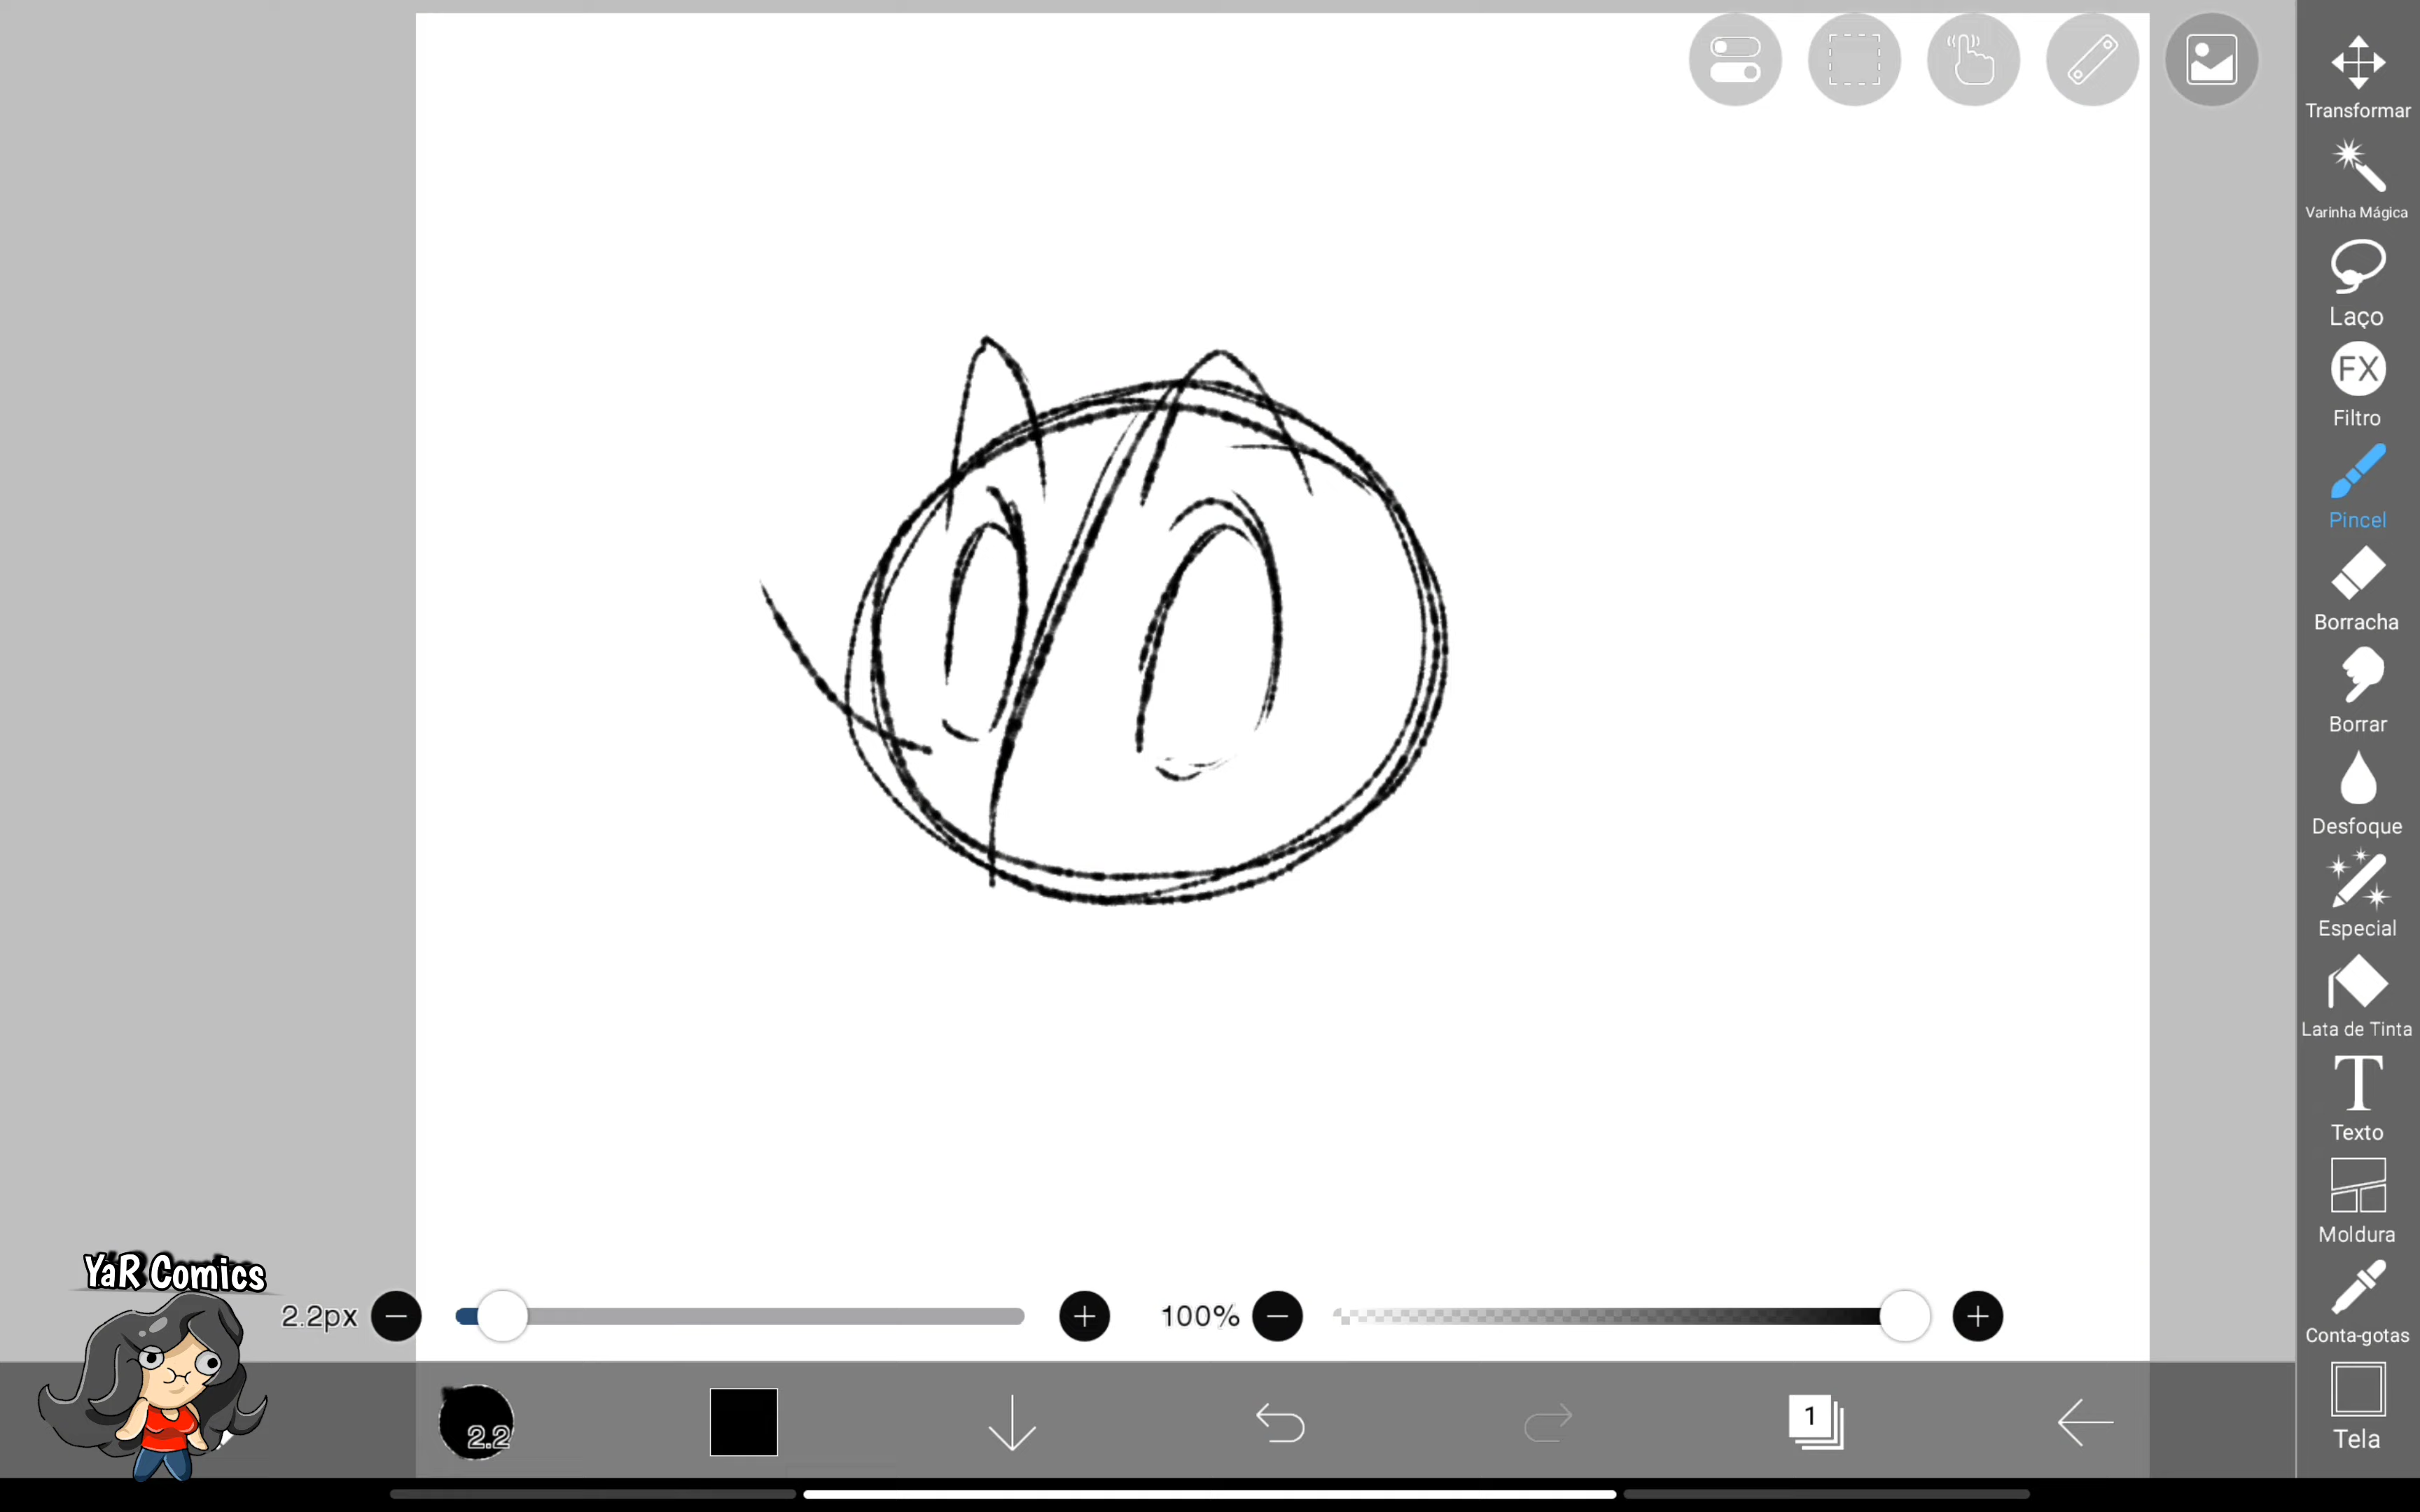 Transformar
Varinha Mágica
Laço
FX
Filtro
Pincel
Borracha
Borrar
Desfoque
Especial
Lata de Tinta
T
Texto
Moldura
Conta-gotas
Tela
YaR Comics
2.2px
100%
2.2
1